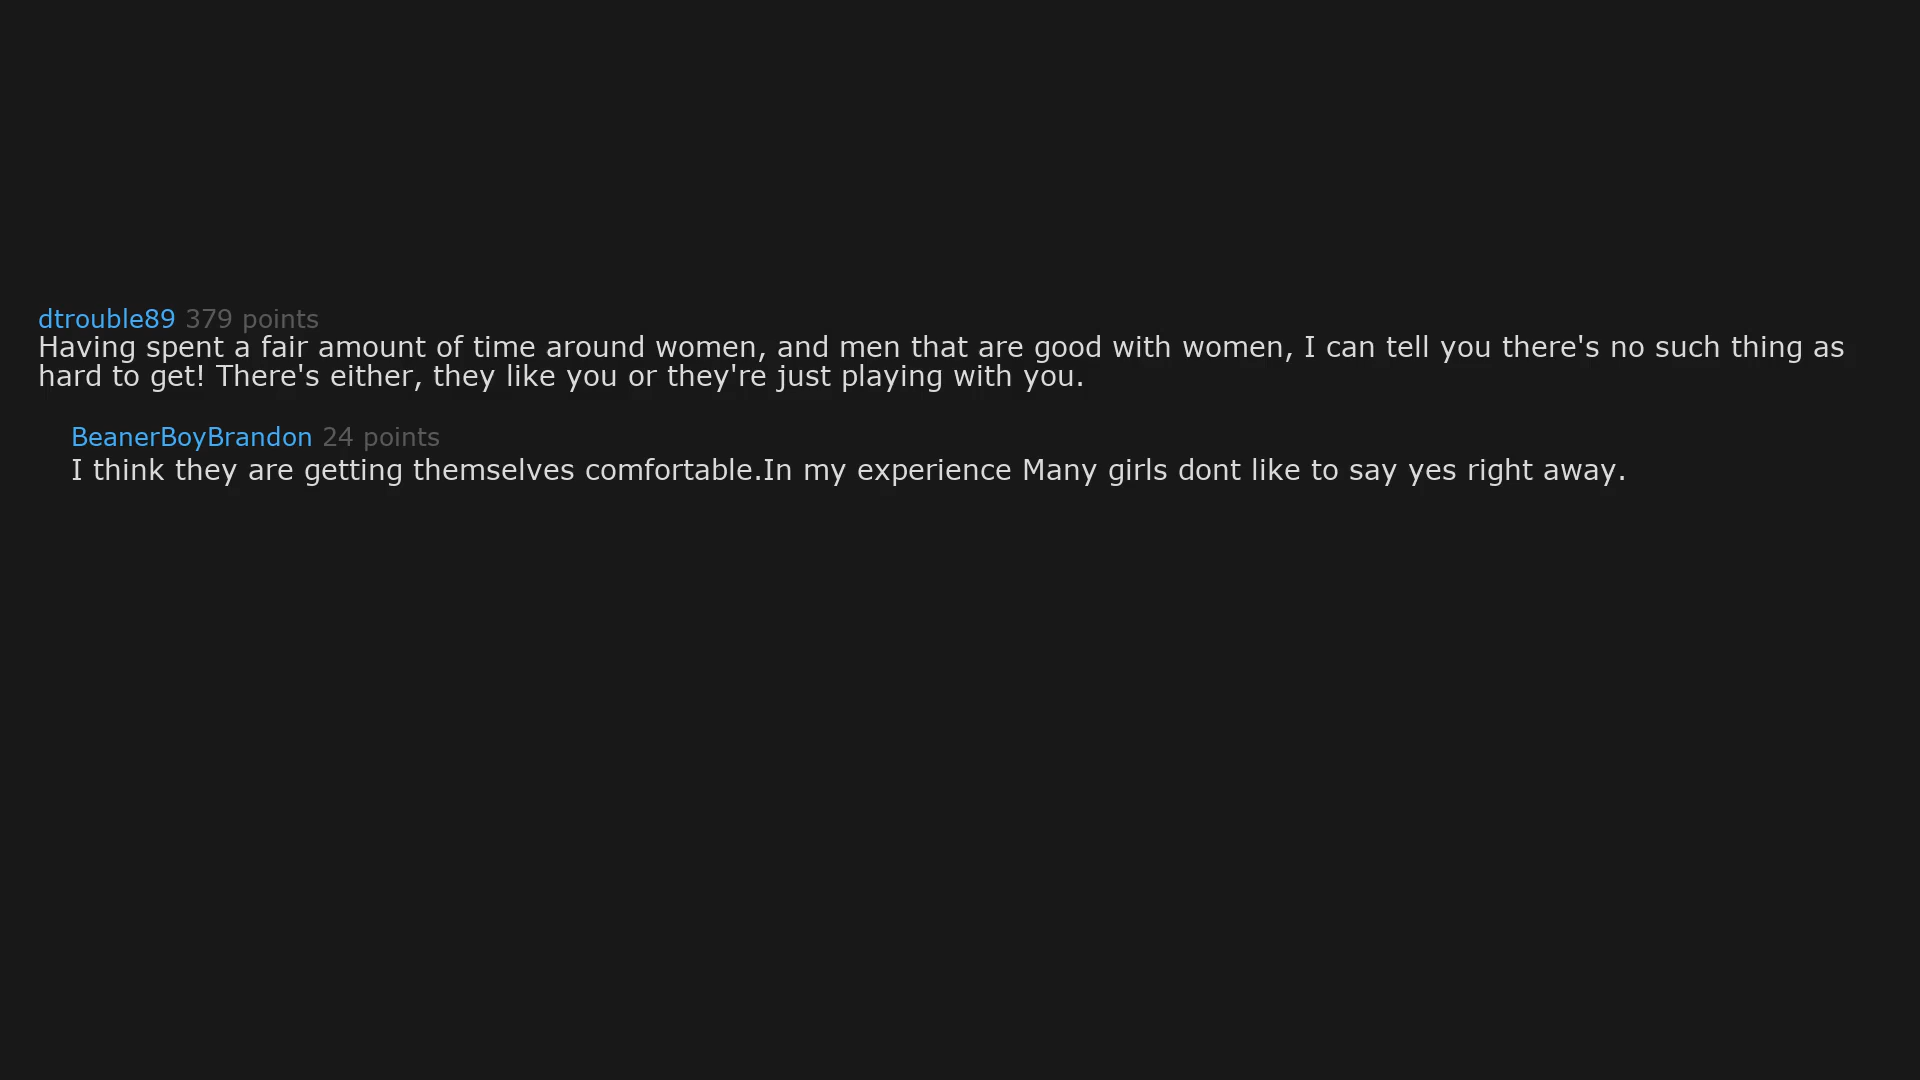 dtrouble89 379 points
Having spent a fair amount of time around women, and men that are good with women, I can tell you there's no such thing as
hard to get! There's either, they like you or they're just playing with you.
BeanerBoyBrandon 24 points
I think they are getting themselves comfortable.In my experience Many girls dont like to say yes right away.